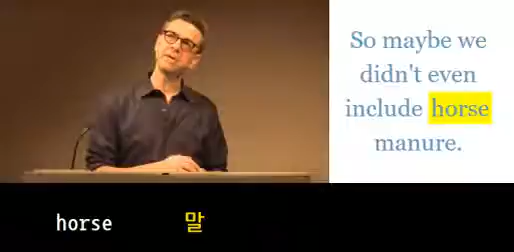 So maybe we
didn't even
include horse
manure.
horse 말